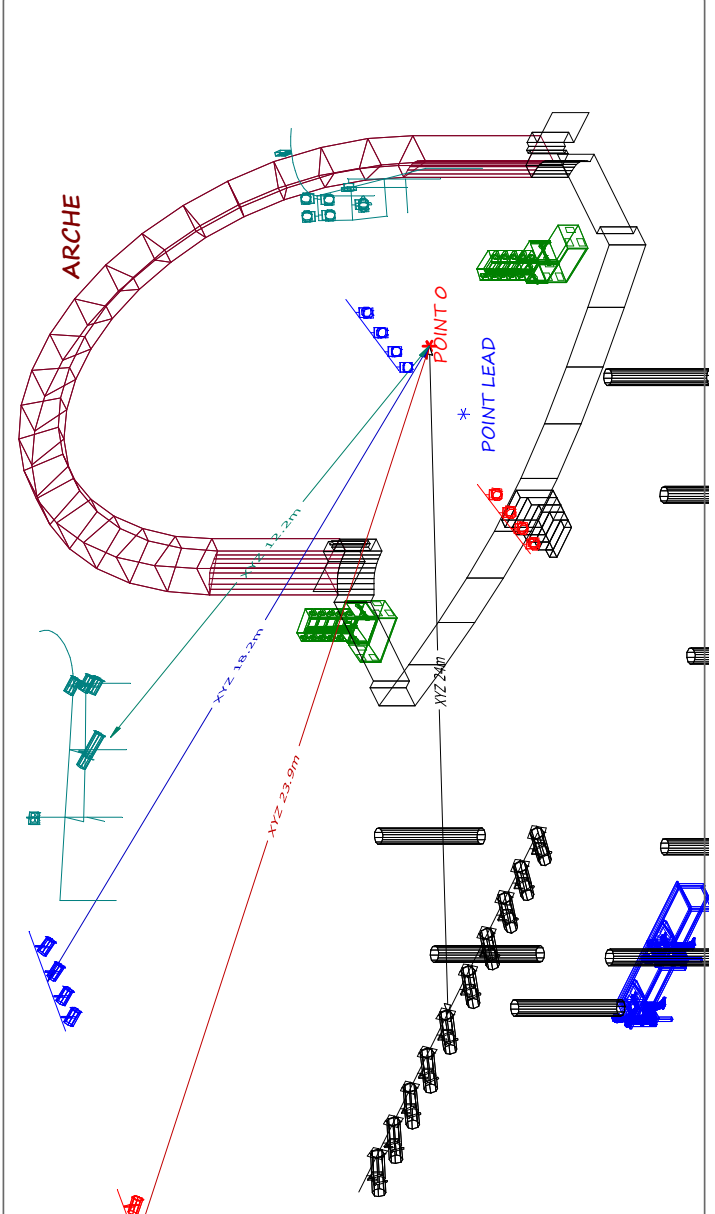 ARCHE
POINT O
POINT LEAD
XYZ 12.2m
XYZ 18.2m
XYZ 24m
XYZ 23.9m